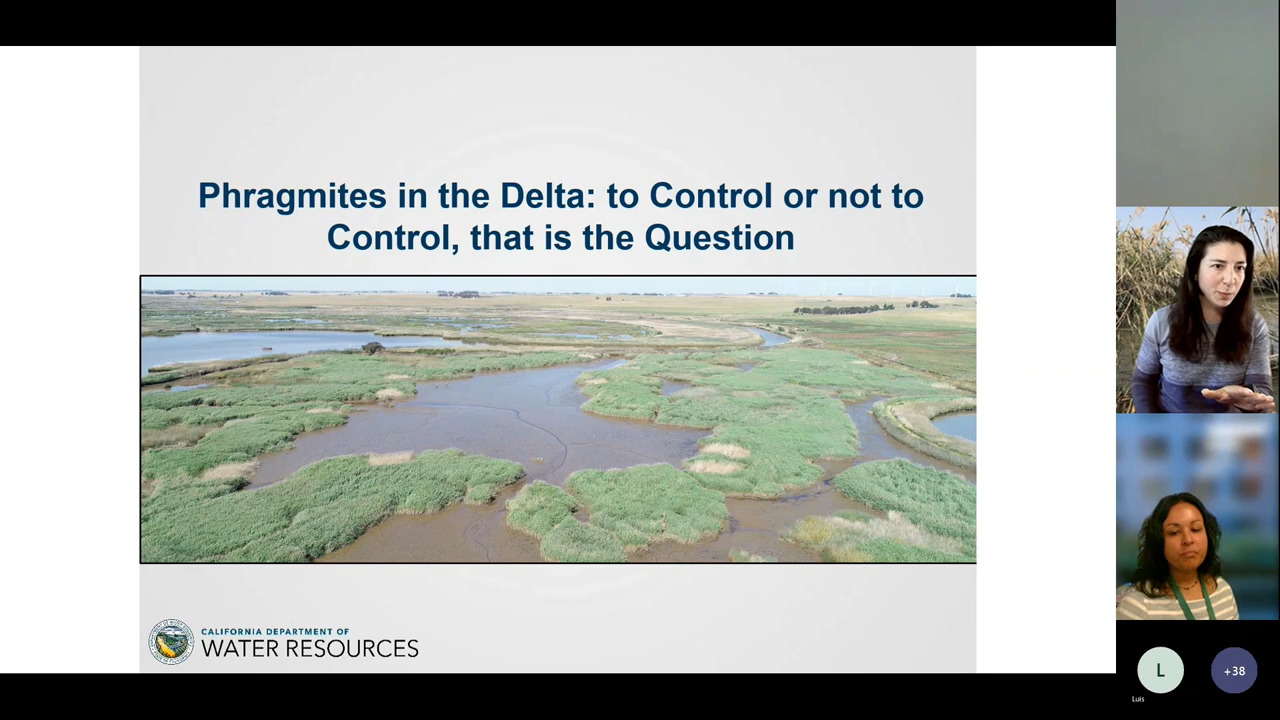 Phragmites in the Delta: to Control or not to
Control, that is the Question
CALIFORNIA DEPARTMENT OF
WATER RESOURCES
L
+38
Luis